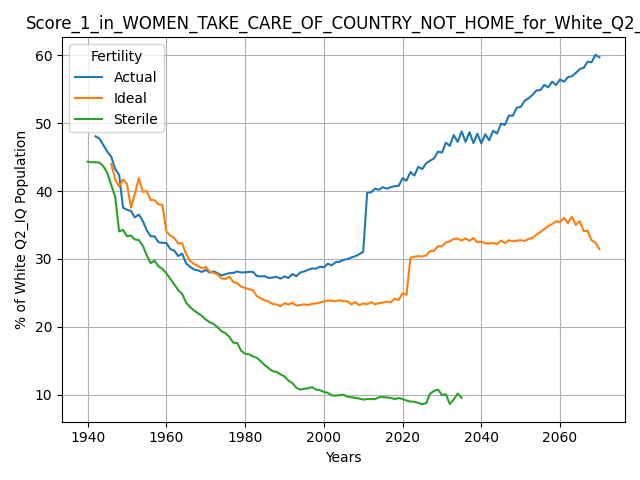 Score_1_in_WOMEN_TAKE_CARE_OF_COUNTRY_NOT_HOME_for_White_Q2_
Fertility
Actual
Ideal
Sterile
% of White Q2_IQ Population
60
50
40
30
20
10
1940 1960 1980 2000 2020 2040 2060
Years